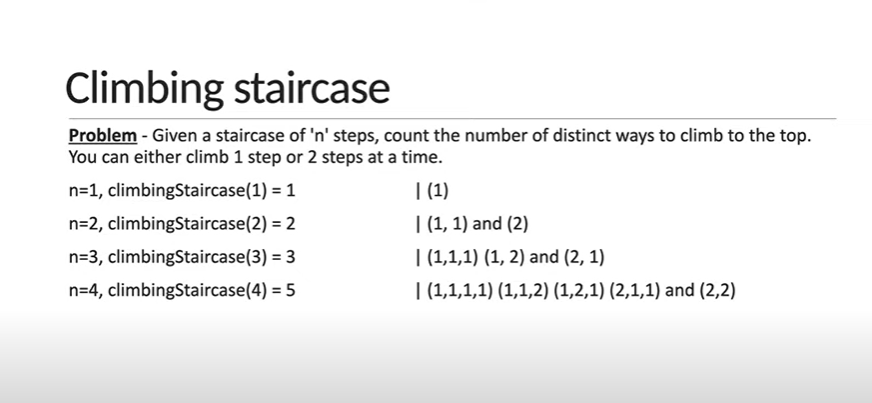 Climbing staircase
Problem - Given a staircase of 'n' steps, count the number of distinct ways to climb to the top.
You can either climb 1 step or 2 steps at a time.
n=1, climbingStaircase(1) = 1 | (1)
n=2, climbingStaircase(2) = 2 | (1, 1) and (2)
n=3, climbingStaircase(3) = 3 | (1,1,1) (1, 2) and (2, 1)
n=4, climbingStaircase(4) = 5 | (1,1,1,1) (1,1,2) (1,2,1) (2,1,1) and (2,2)